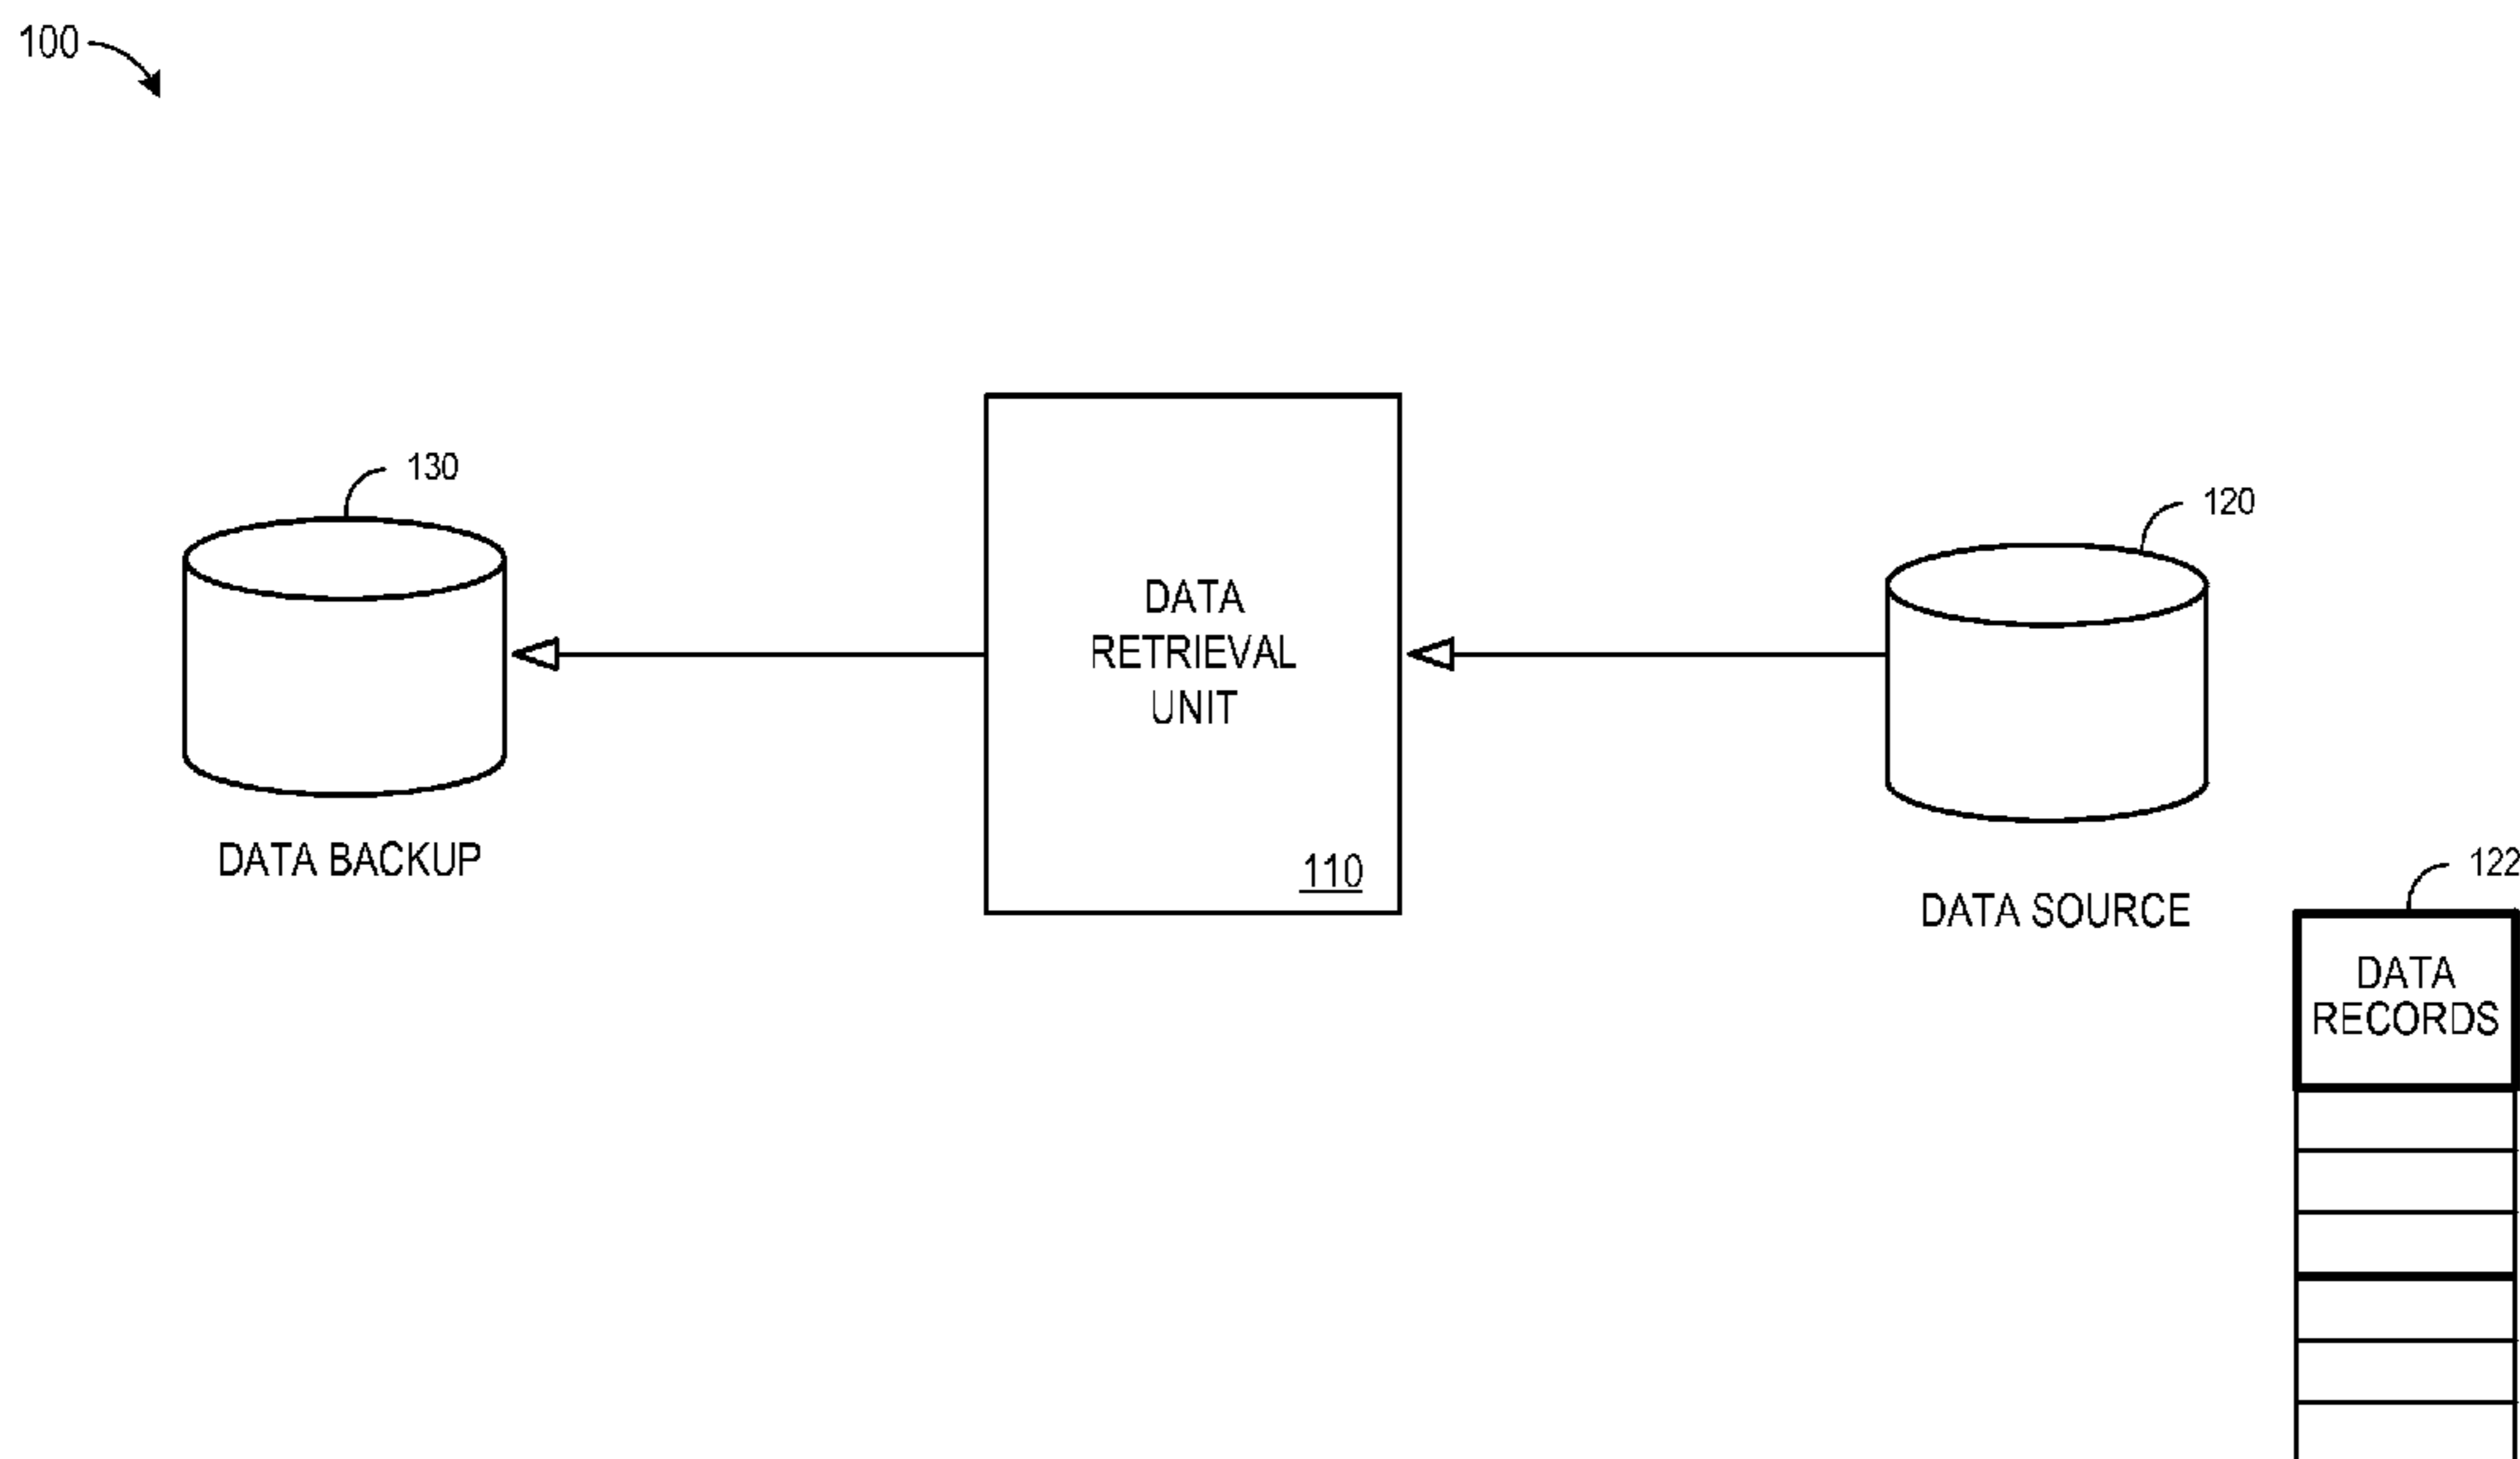 100
130
120
DATA
RETRIEVAL
UNIT
110
DATA BACKUP
DATA SOURCE
122
DATA
RECORDS